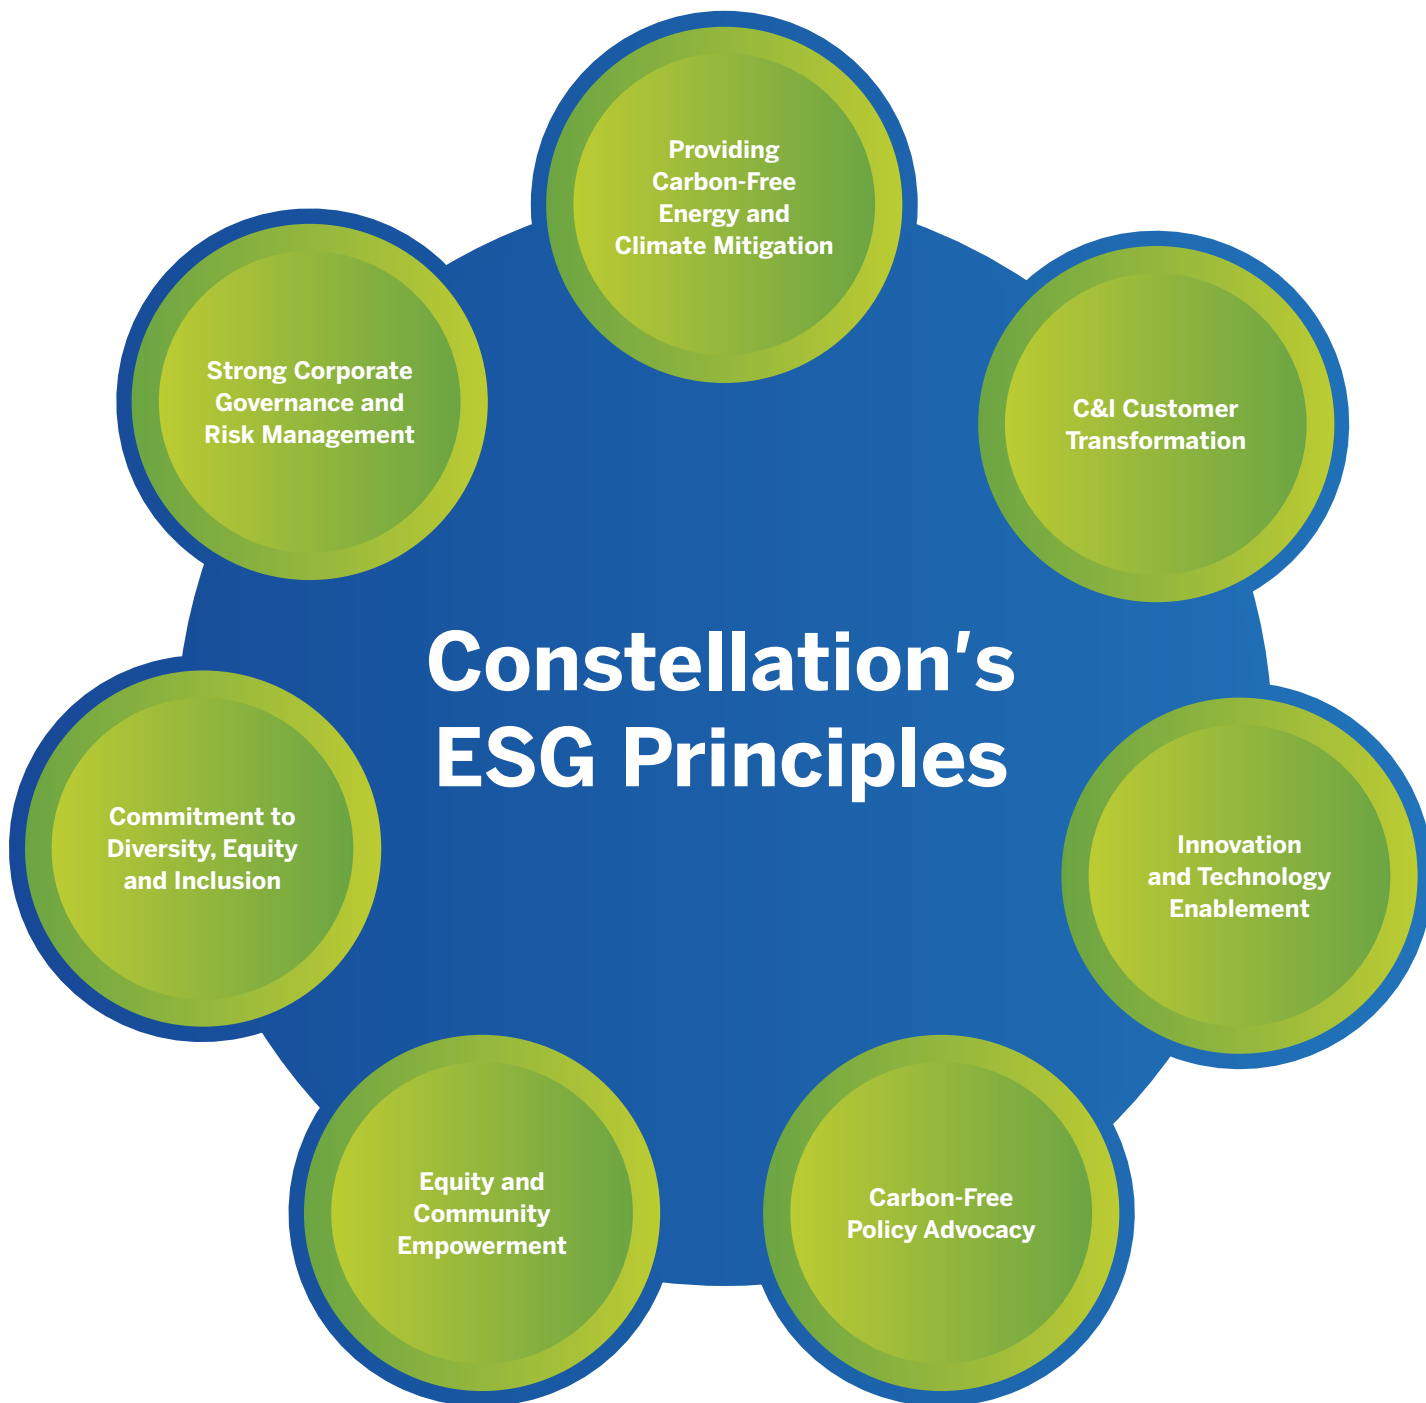 Providing
Carbon-Free
Energy and
Climate Mitigation
C&I Customer
Transformation
Innovation
and Technology
Enablement
Carbon-Free
Policy Advocacy
Equity and
Community
Empowerment
Commitment to
Diversity, Equity
and Inclusion
Strong Corporate
Governance and
Risk Management
Constellation's
ESG Principles